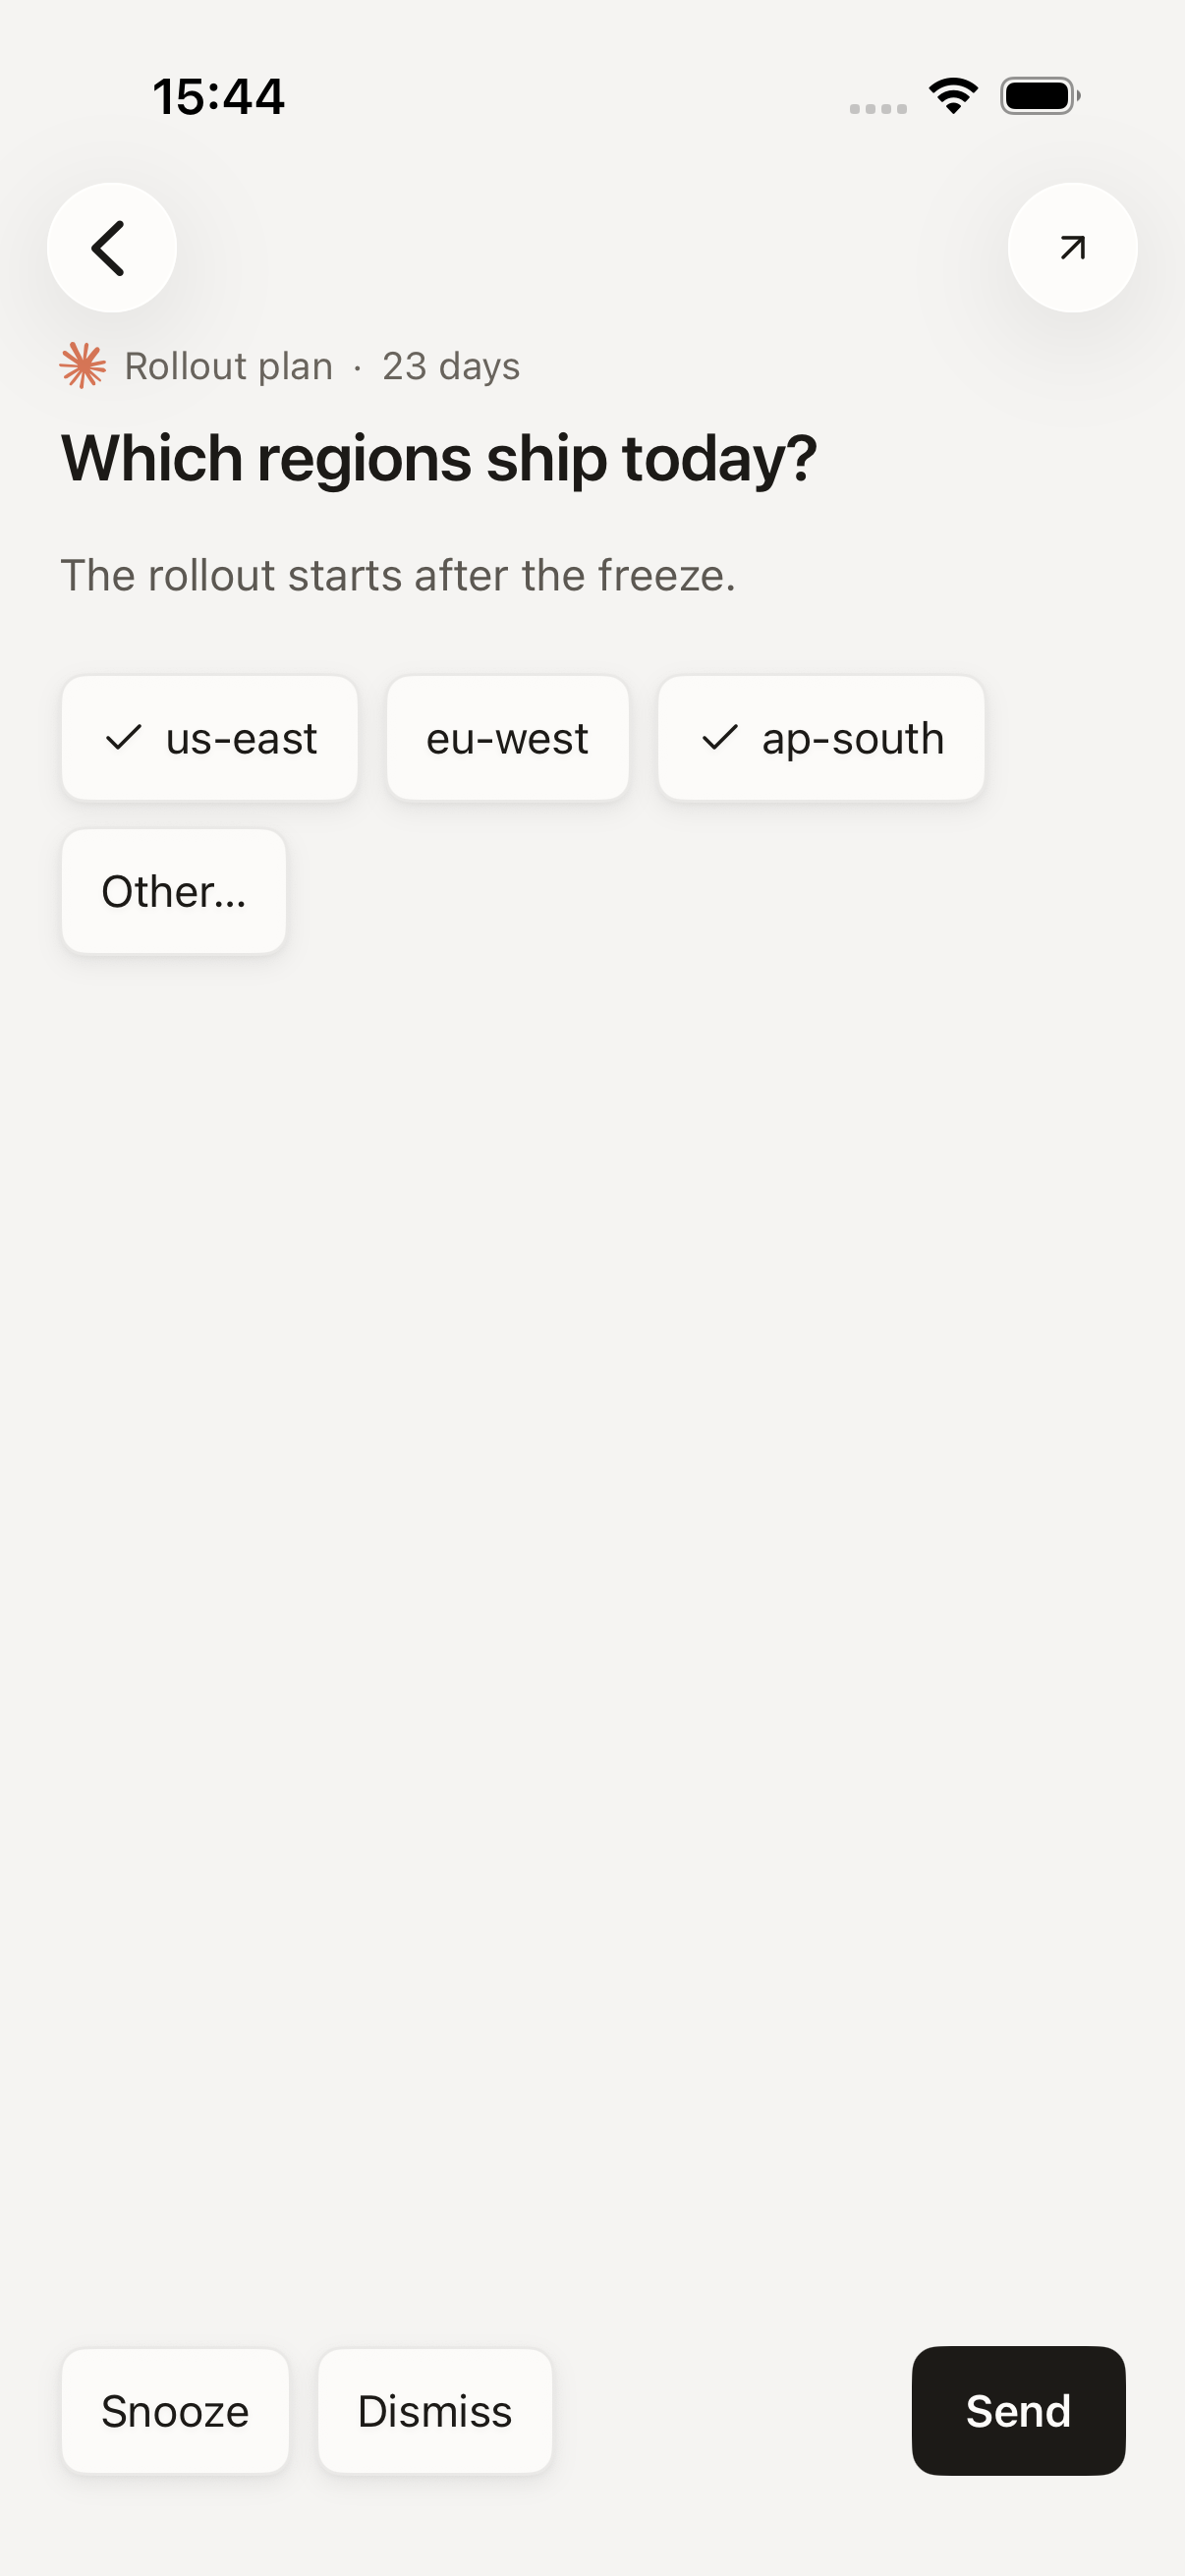 15:44
Rollout plan · 23 days
Which regions ship today?
The rollout starts after the freeze.
us-east eu-west ap-south
Other...
Snooze Dismiss Send